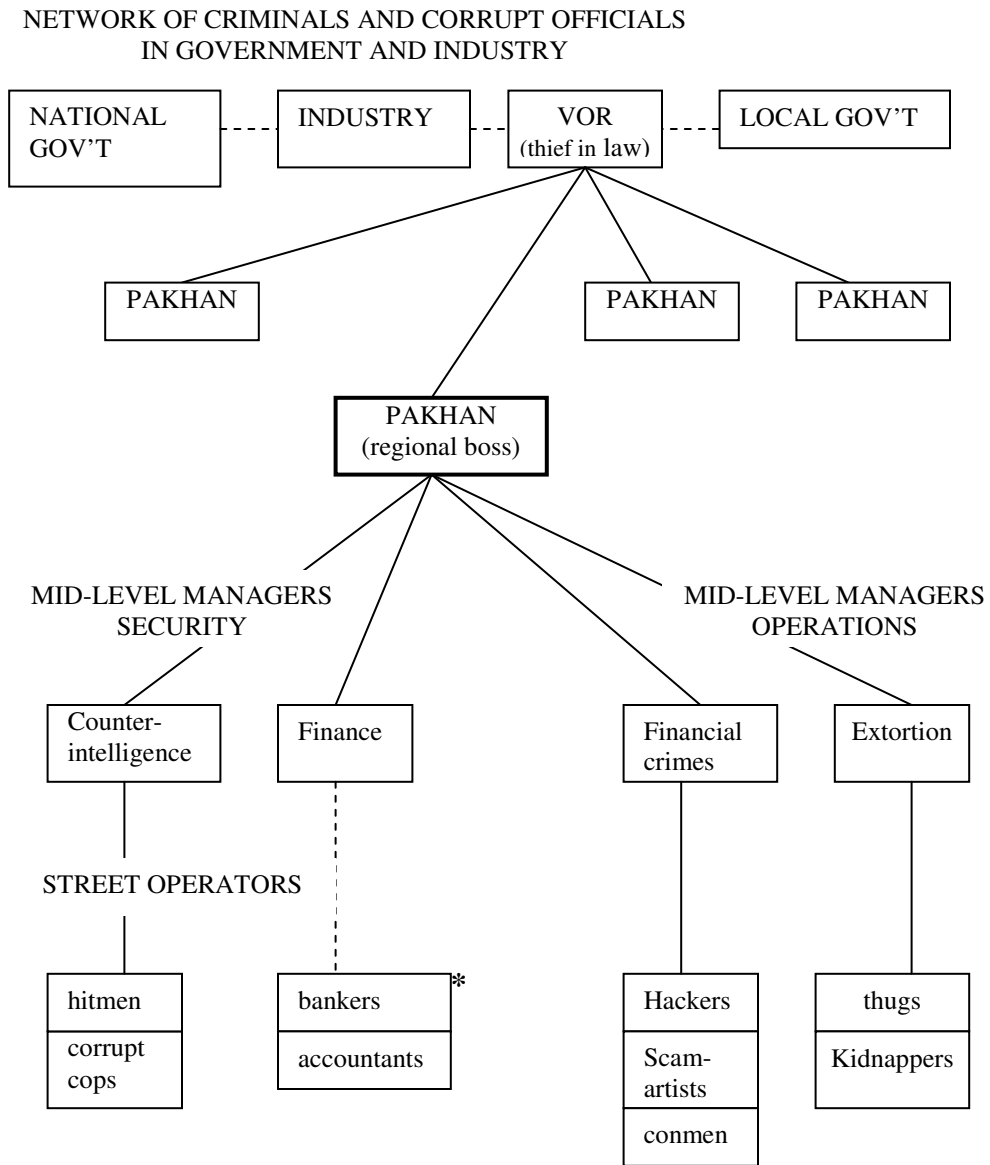 NETWORK OF CRIMINALS AND CORRUPT OFFICIALS
IN GOVERNMENT AND INDUSTRY
NATIONAL
GOV'T
INDUSTRY
VOR
(thief in law)
LOCAL GOV'T
PAKHAN
PAKHAN
PAKHAN
PAKHAN
(regional boss)
MID-LEVEL MANAGERS
SECURITY
MID-LEVEL MANAGERS
OPERATIONS
Counter-
intelligence
Finance
Financial
crimes
Extortion
STREET OPERATORS
hitmen
corrupt
cops
bankers
*
accountants
Hackers
Scam-
artists
conmen
thugs
Kidnappers